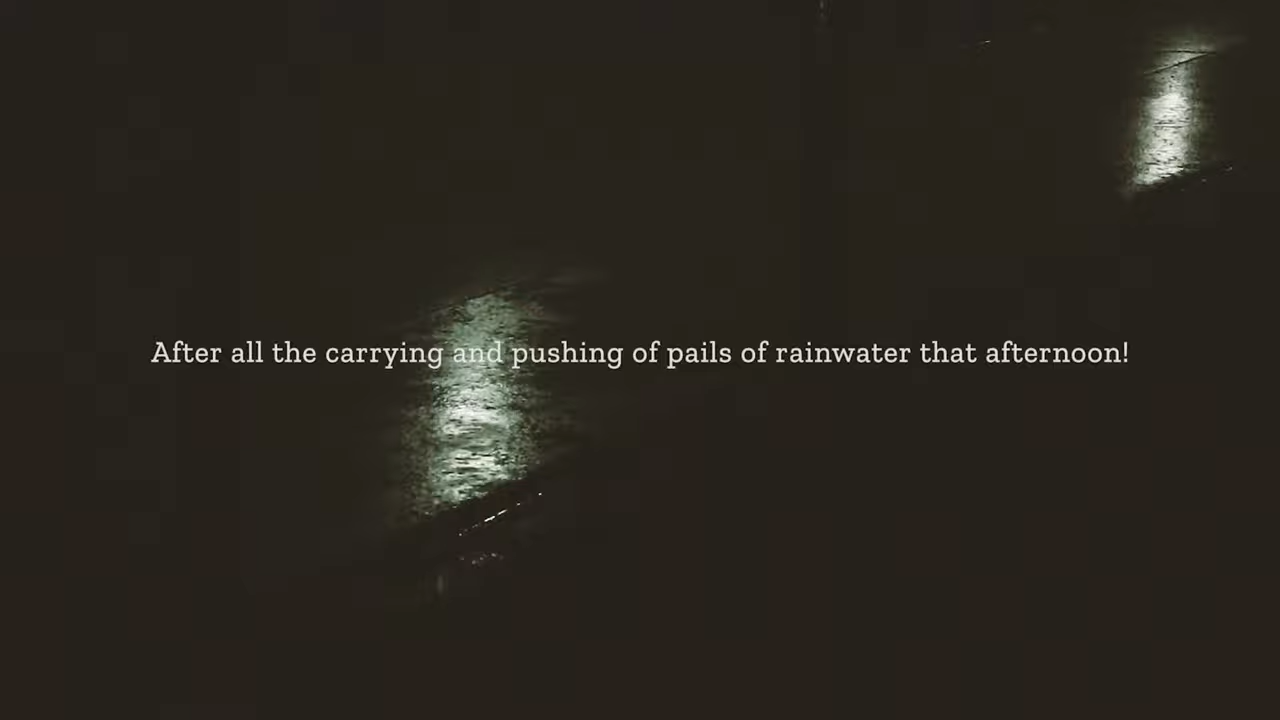 After all the carrying and pushing of pails of rainwater that afternoon!